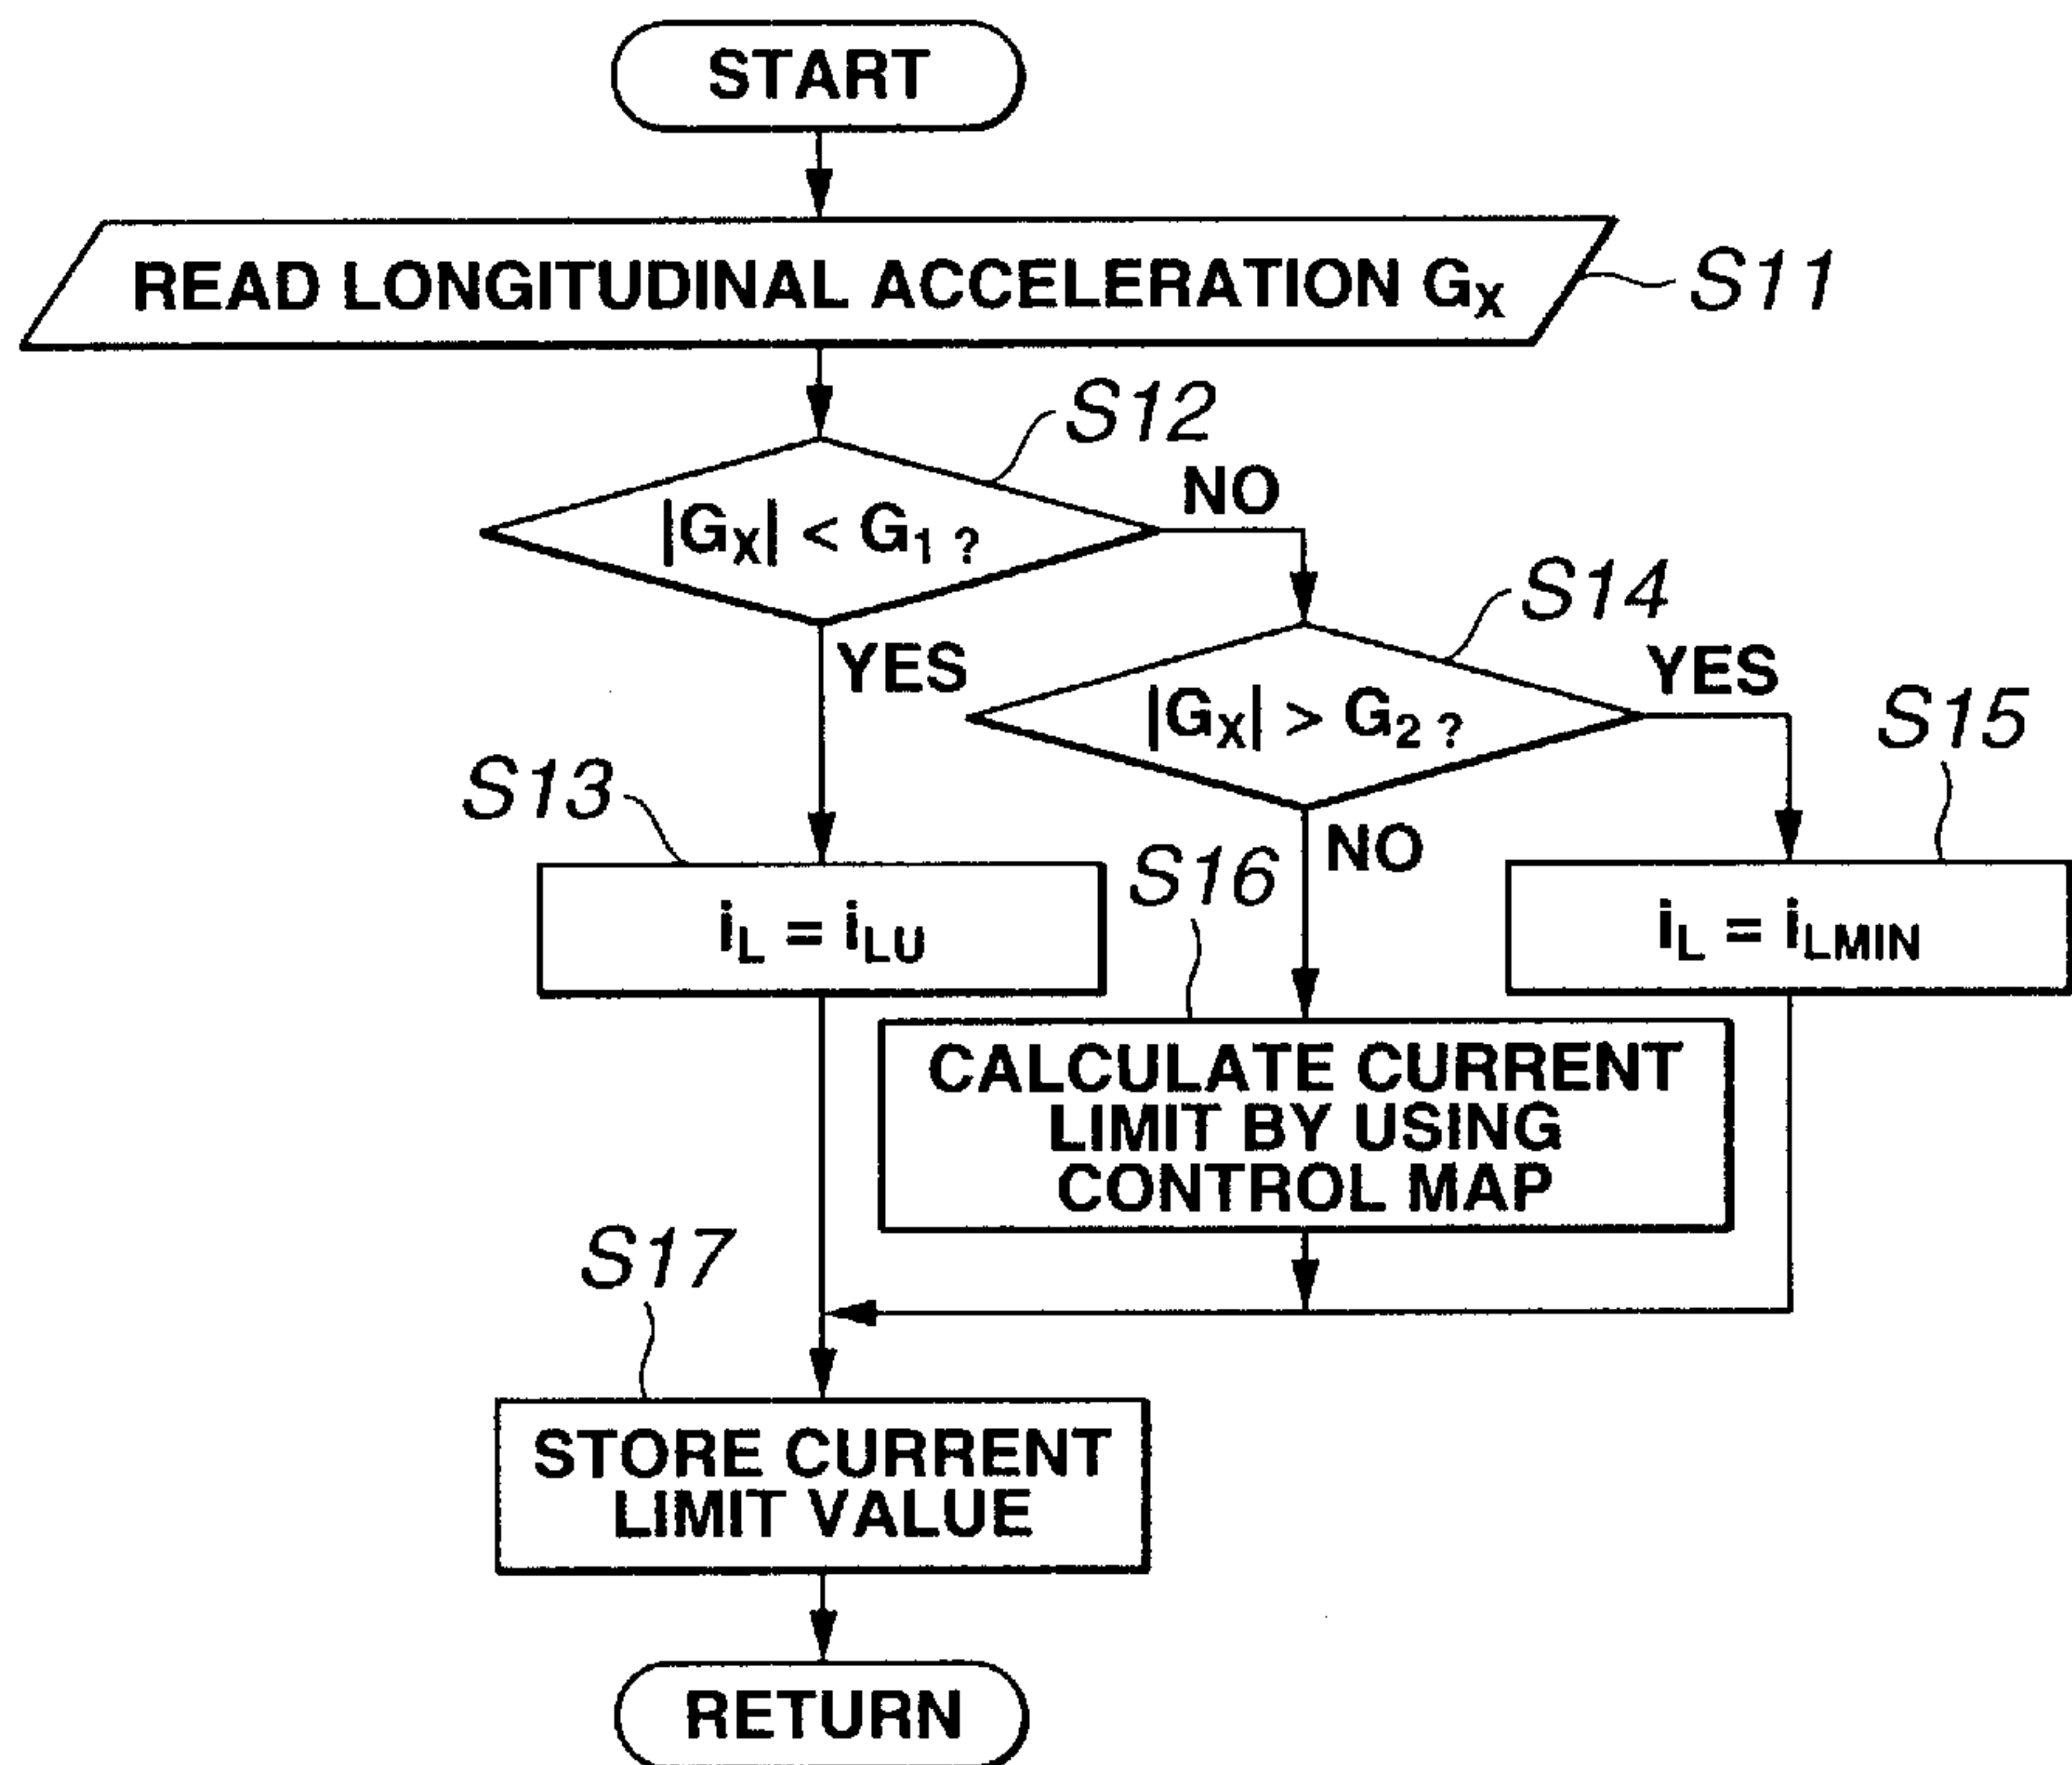 START
READ LONGITUDINAL ACCELERATION GX
S11
S12
|GX| < G1 ?
NO
YES
S14
|GX| > G2 ?
YES
NO
S13
iL = iLU
S15
iL = iLMIN
S16
CALCULATE CURRENT
LIMIT BY USING
CONTROL MAP
S17
STORE CURRENT
LIMIT VALUE
RETURN